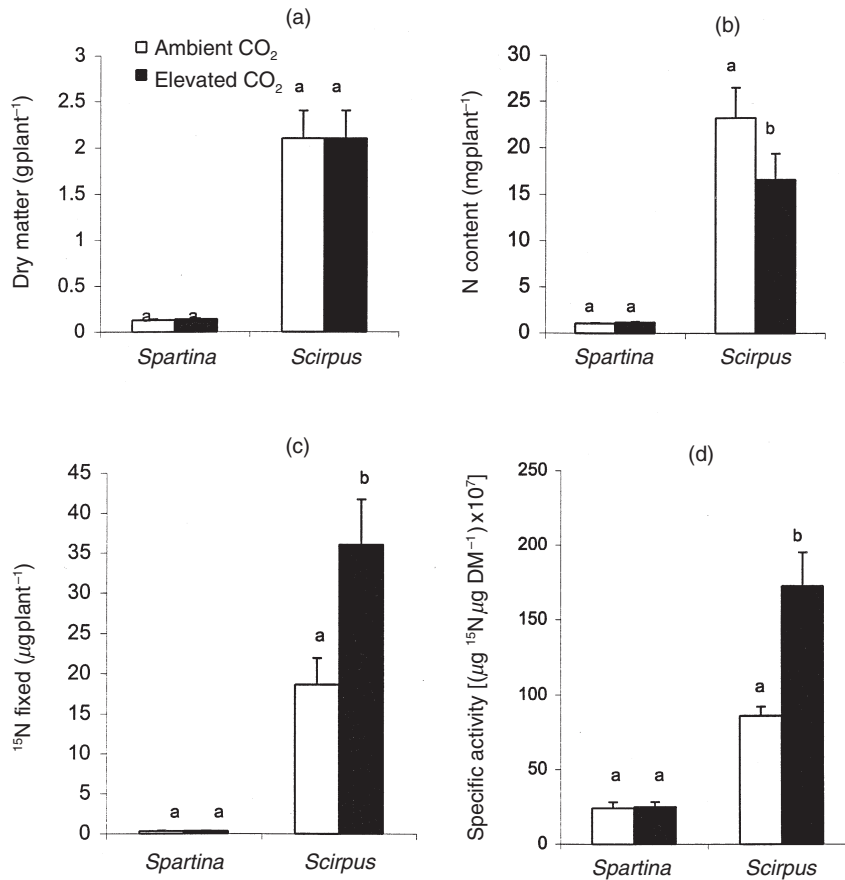 (a)
Ambient CO₂
Elevated CO₂
Dry matter (gplant⁻¹)
3
2.5
2
1.5
1
0.5
0
a a
a a
Spartina Scirpus
(b)
N content (mgplant⁻¹)
30
25
20
15
10
5
0
a
b
a a
Spartina Scirpus
(c)
¹⁵N fixed (µgplant⁻¹)
45
40
35
30
25
20
15
10
5
0
b
a
a a
Spartina Scirpus
(d)
Specific activity [(µg ¹⁵N µg DM⁻¹) x10⁷]
250
200
150
100
50
0
b
a
a a
Spartina Scirpus